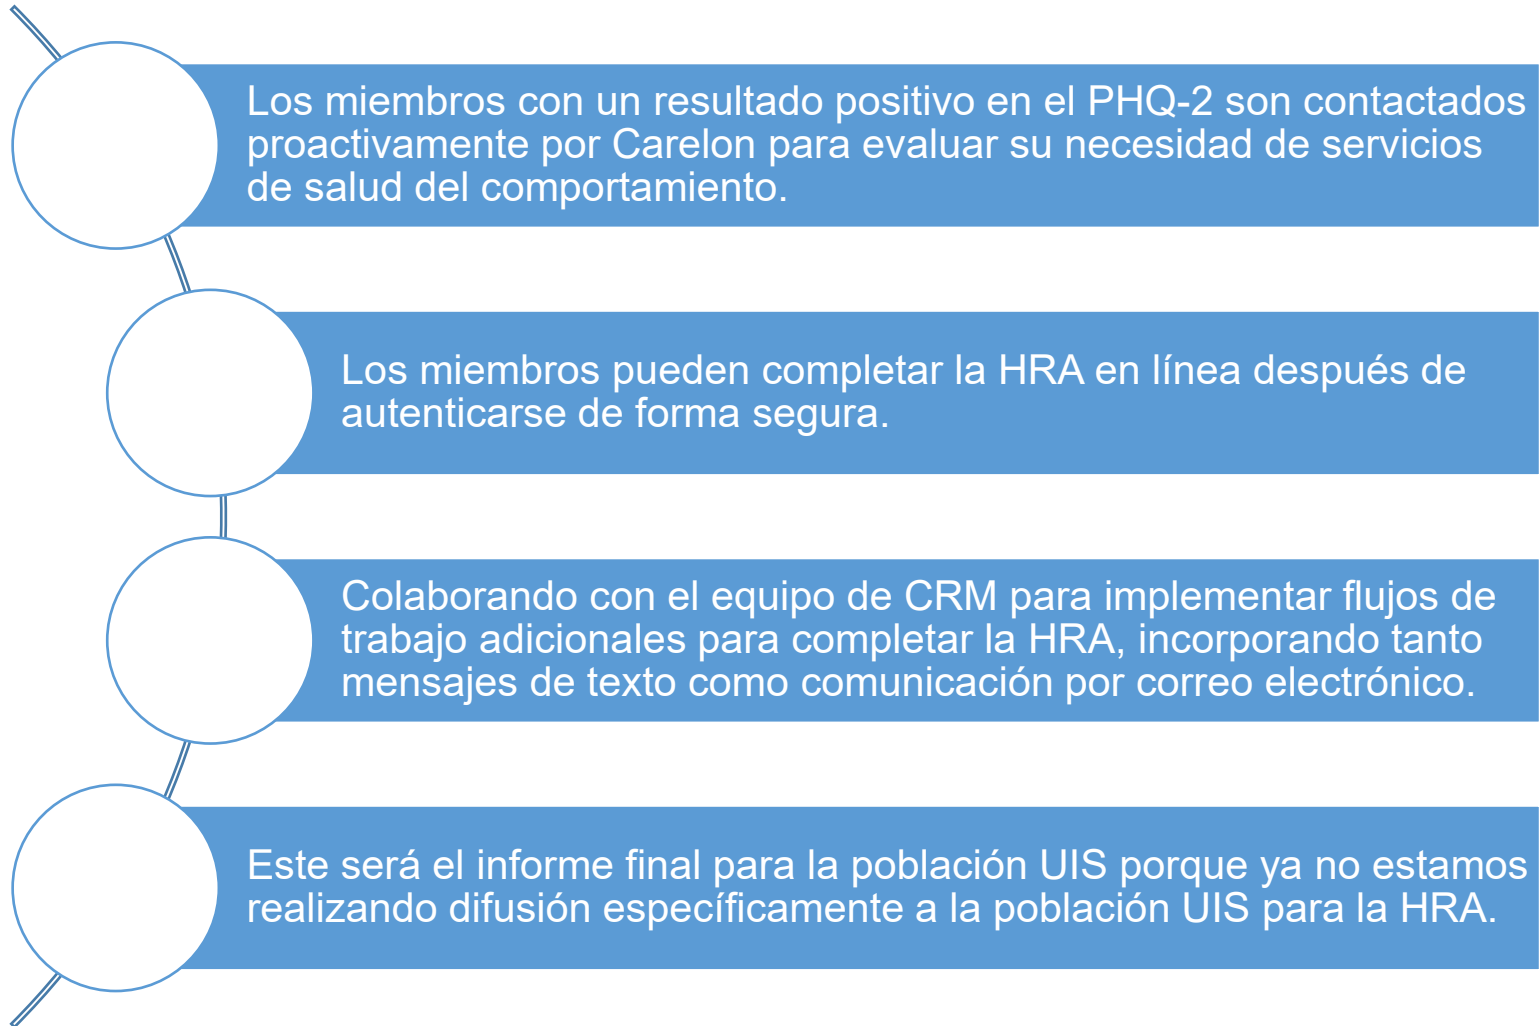 Los miembros con un resultado positivo en el PHQ-2 son contactados
proactivamente por Carelon para evaluar su necesidad de servicios
de salud del comportamiento.
Los miembros pueden completar la HRA en línea después de
autenticarse de forma segura.
Colaborando con el equipo de CRM para implementar flujos de
trabajo adicionales para completar la HRA, incorporando tanto
mensajes de texto como comunicación por correo electrónico.
Este será el informe final para la población UIS porque ya no estamos
realizando difusión específicamente a la población UIS para la HRA.